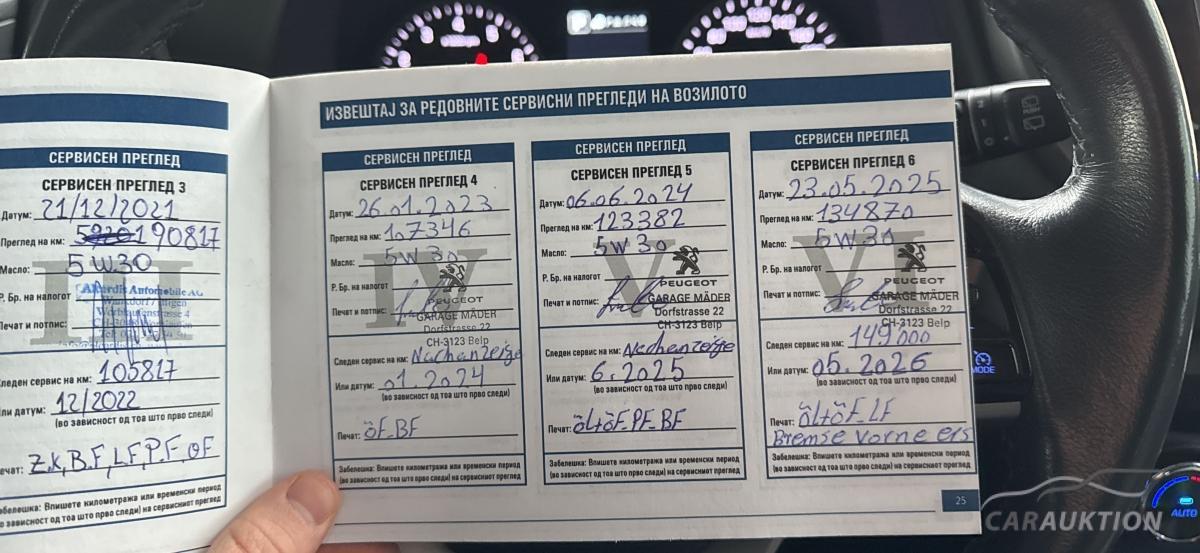 СЕРВИСЕН ПРЕГЛЕД
СЕРВИСЕН ПРЕГЛЕД 3
Датум: 21/12/2021
Преглед на км: 90817
Масло: 5W30
Р. Бр. на налогот
Automobile AG
Печат и потпис:
Следен сервис на км: 105817
Или датум: 12/2022
(во зависност од тоа што прво следи)
Печат: Z.K, B.F, L.F, P.F, ÖF
Забелешка: Впишете километража или временски период
(во зависност од тоа што прво следи) на сервисниот преглед
ИЗВЕШТАЈ ЗА РЕДОВНИТЕ СЕРВИСНИ ПРЕГЛЕДИ НА ВОЗИЛОТО
СЕРВИСЕН ПРЕГЛЕД
СЕРВИСЕН ПРЕГЛЕД 4
Датум: 26.01.2023
Преглед на км: 107346
Масло: 5W30
IV
Р. Бр. на налогот
PEUGEOT
Печат и потпис:
GARAGE MÄDER
Dorfstrasse 22
CH-3123 Belp
Следен сервис на км: Nachanzeige
Или датум: 01.2024
(во зависност од тоа што прво следи)
Печат: öF-BF
Забелешка: Впишете километража или временски период
(во зависност од тоа што прво следи) на сервисниот преглед
СЕРВИСЕН ПРЕГЛЕД
СЕРВИСЕН ПРЕГЛЕД 5
Датум: 06.06.2024
Преглед на км: 123382
Масло: 5W30
V
Р. Бр. на налогот
PEUGEOT
Печат и потпис:
GARAGE MÄDER
Dorfstrasse 22
CH-3123 Belp
Следен сервис на км: Nachanzeige
Или датум: 6.2025
(во зависност од тоа што прво следи)
Печат: öl+öF-PF-BF
Забелешка: Впишете километража или временски период
(во зависност од тоа што прво следи) на сервисниот преглед
СЕРВИСЕН ПРЕГЛЕД
СЕРВИСЕН ПРЕГЛЕД 6
Датум: 23.05.2025
Преглед на км: 134870
Масло: 5W30
VI
Р. Бр. на налогот
PEUGEOT
Печат и потпис:
GARAGE MÄDER
Dorfstrasse 22
CH-3123 Belp
Следен сервис на км: 149000
Или датум: 05.2026
(во зависност од тоа што прво следи)
Печат: öl+öF-LF
Bremse vorne ers
Забелешка: Впишете километража или временски период
(во зависност од тоа што прво следи) на сервисниот преглед
25
MODE
AUTO
CARAUKTION